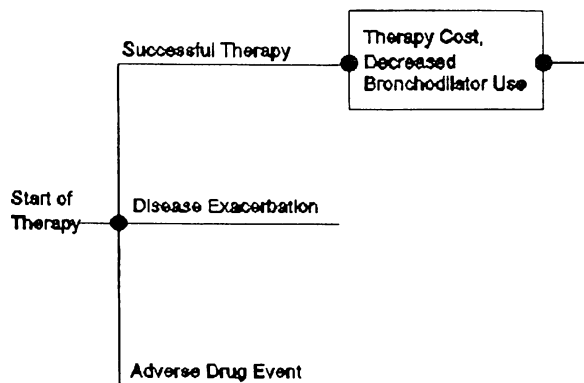 Successful Therapy
Therapy Cost,
Decreased
Bronchodilator Use
Start of
Therapy
Disease Exacerbation
Adverse Drug Event